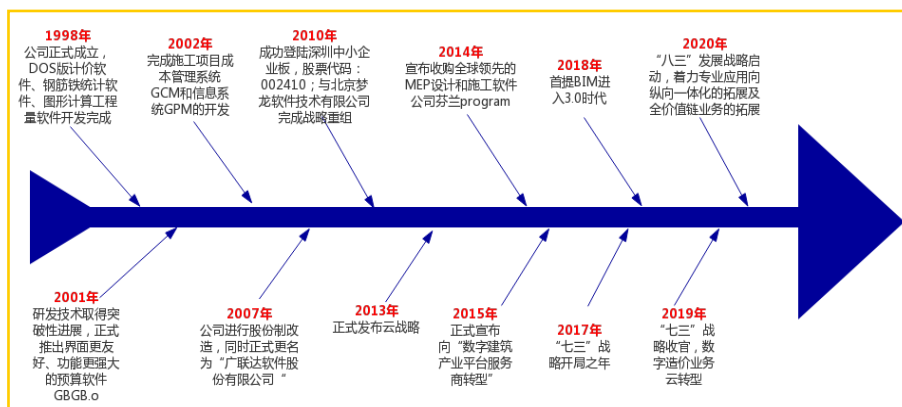 1998年
公司正式成立，
DOS版计价软
件、钢筋铁统计软
件、图形计算工程
量软件开发完成
2002年
完成施工项目成
本管理系统
GCM和信息系
统GPM的开发
2010年
成功登陆深圳中小企
业板，股票代码：
002410；与北京梦
龙软件技术有限公司
完成战略重组
2014年
宣布收购全球领先的
MEP设计和施工软件
公司芬兰program
2018年
首提BIM进
入3.0时代
2020年
“八三”发展战略启
动，着力专业应用向
纵向一体化的拓展及
全价值链业务的拓展
2001年
研发技术取得突
破性进展，正式
推出界面更友
好、功能更强大
的预算软件
GBGB.o
2007年
公司进行股份制改
造，同时正式更名
为“广联达软件股
份有限公司“
2013年
正式发布云战略
2015年
正式宣布
向“数字建筑
产业平台服务
商转型”
2017年
“七三”战
略开局之年
2019年
“七三”战
略收官，数
字造价业务
云转型